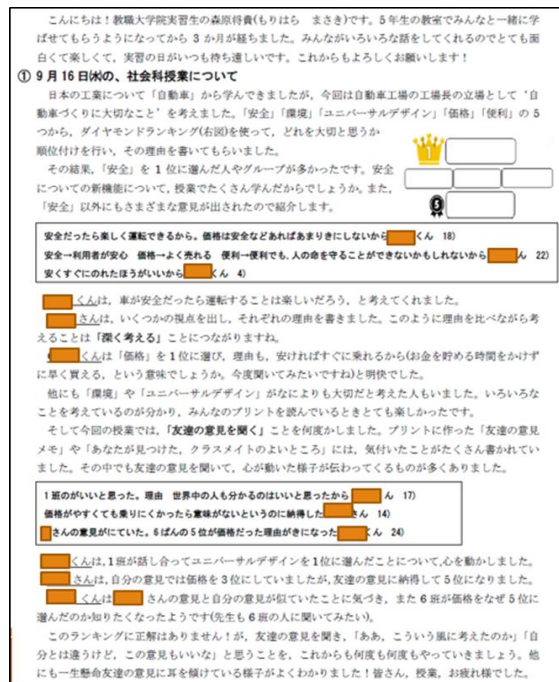 こんにちは！教職大学院実習生の森原将貴(もりはら まさき)です。5年生の教室でみんなと一緒に学
ばせてもらうようになってから3か月が経ちました。みんながいろいろな話をしてくれるのでとても面
白くて楽しくて、実習の日がいつも待ち遠しいです。これからもよろしくお願いします！
① 9月16日㈬の、社会科授業について
日本の工業について「自動車」から学んできましたが、今回は自動車工場の工場長の立場として‘自
動車づくりに大切なこと’を考えました。「安全」「環境」「ユニバーサルデザイン」「価格」「便利」の5
つから、ダイヤモンドランキング(右図)を使って、どれを大切と思うか
順位付けを行い、その理由を書いてもらいました。
1
その結果、「安全」を1位に選んだ人やグループが多かったです。安全
についての新機能について、授業でたくさん学んだからでしょうか。また、
「安全」以外にもさまざまな意見が出されたので紹介します。
5
安全だったら楽しく運転できるから。価格は安全などあればあまりきにしないから くん 18)
安全→利用者が安心 価格→よく売れる 便利→便利でも、人の命を守ることができないかもしれないから ん 22)
安くすぐにのれたほうがいいから くん 4)
くんは、車が安全だったら運転することは楽しいだろう、と考えてくれました。
さんは、いくつかの視点を出し、それぞれの理由を書きました。このように理由を比べながら考
えることは「深く考える」ことにつながりますね。
くんは「価格」を1位に選び、理由も、安ければすぐに乗れるから(お金を貯める時間をかけず
に早く買える、という意味でしょうか。今度聞いてみたいですね)と明快でした。
他にも「環境」や「ユニバーサルデザイン」がなによりも大切だと考えた人もいました。いろいろな
ことを考えているのが分かり、みんなのプリントを読んでいるときとても楽しかったです。
そして今回の授業では、「友達の意見を聞く」ことを何度かしました。プリントに作った「友達の意見
メモ」や「あなたが見つけた、クラスメイトのよいところ」には、気付いたことがたくさん書かれてい
ました。その中でも友達の意見を聞いて、心が動いた様子が伝わってくるものが多くありました。
1班のがいいと思った。理由 世界中の人も分かるのはいいと思ったから ん 17)
価格がやすくても乗りにくかったら意味がないというのに納得した さん 14)
さんの意見がにていた。6ぱんの5位が価格だった理由がきになった くん 24)
くんは、1班が話し合ってユニバーサルデザインを1位に選んだことについて、心を動かしました。
さんは、自分の意見では価格を3位にしていましたが、友達の意見に納得して5位になりました。
くんは さんの意見と自分の意見が似ていたことに気づき、また6班が価格をなぜ5位に
選んだのか知りたくなったようです(先生も6班の人に聞いてみたい)。
このランキングに正解はありません！が、友達の意見を聞き、「ああ、こういう風に考えたのか」「自
分とは違うけど、この意見もいいな」と思うことを、これからも何度も何度もやっていきましょう。他
にも一生懸命友達の意見に耳を傾けている様子がよくわかりました！皆さん、授業、お疲れ様でした。